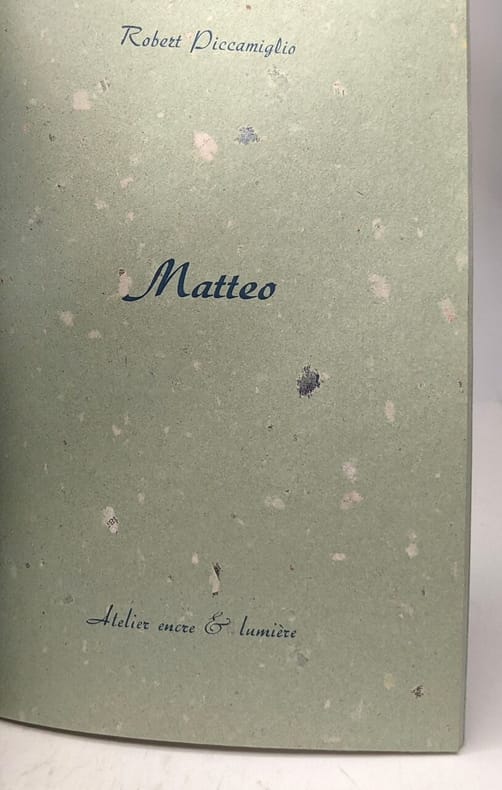 Robert Piccamiglio
Matteo
Atelier encre & lumière